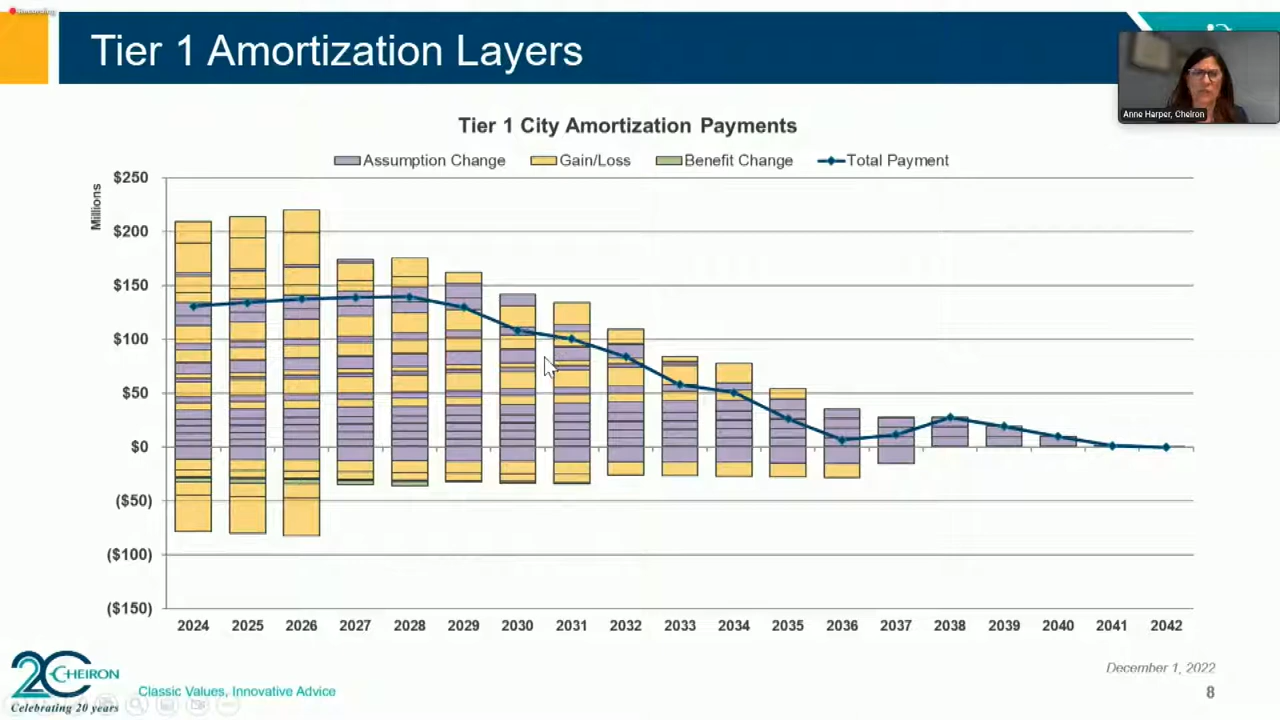 Recording
Tier 1 Amortization Layers
Anne Harper, Cheiron
Tier 1 City Amortization Payments
Assumption Change Gain/Loss Benefit Change Total Payment
Millions
$250
$200
$150
$100
$50
$0
($50)
($100)
($150)
2024 2025 2026 2027 2028 2029 2030 2031 2032 2033 2034 2035 2036 2037 2038 2039 2040 2041 2042
December 1, 2022
20 CHEIRON
Classic Values, Innovative Advice
8
Celebrating 20 years